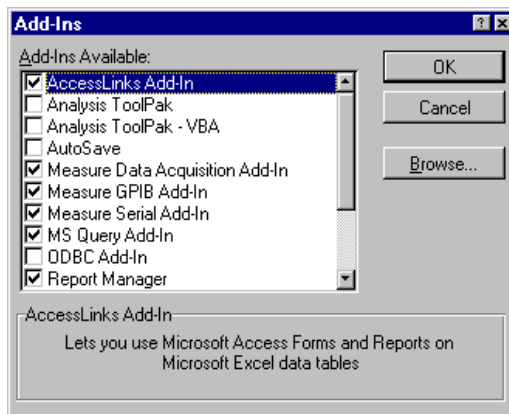 Add-Ins
Add-Ins Available:
AccessLinks Add-In
Analysis ToolPak
Analysis ToolPak - VBA
AutoSave
Measure Data Acquisition Add-In
Measure GPIB Add-In
Measure Serial Add-In
MS Query Add-In
ODBC Add-In
Report Manager
OK
Cancel
Browse...
AccessLinks Add-In
Lets you use Microsoft Access Forms and Reports on
Microsoft Excel data tables